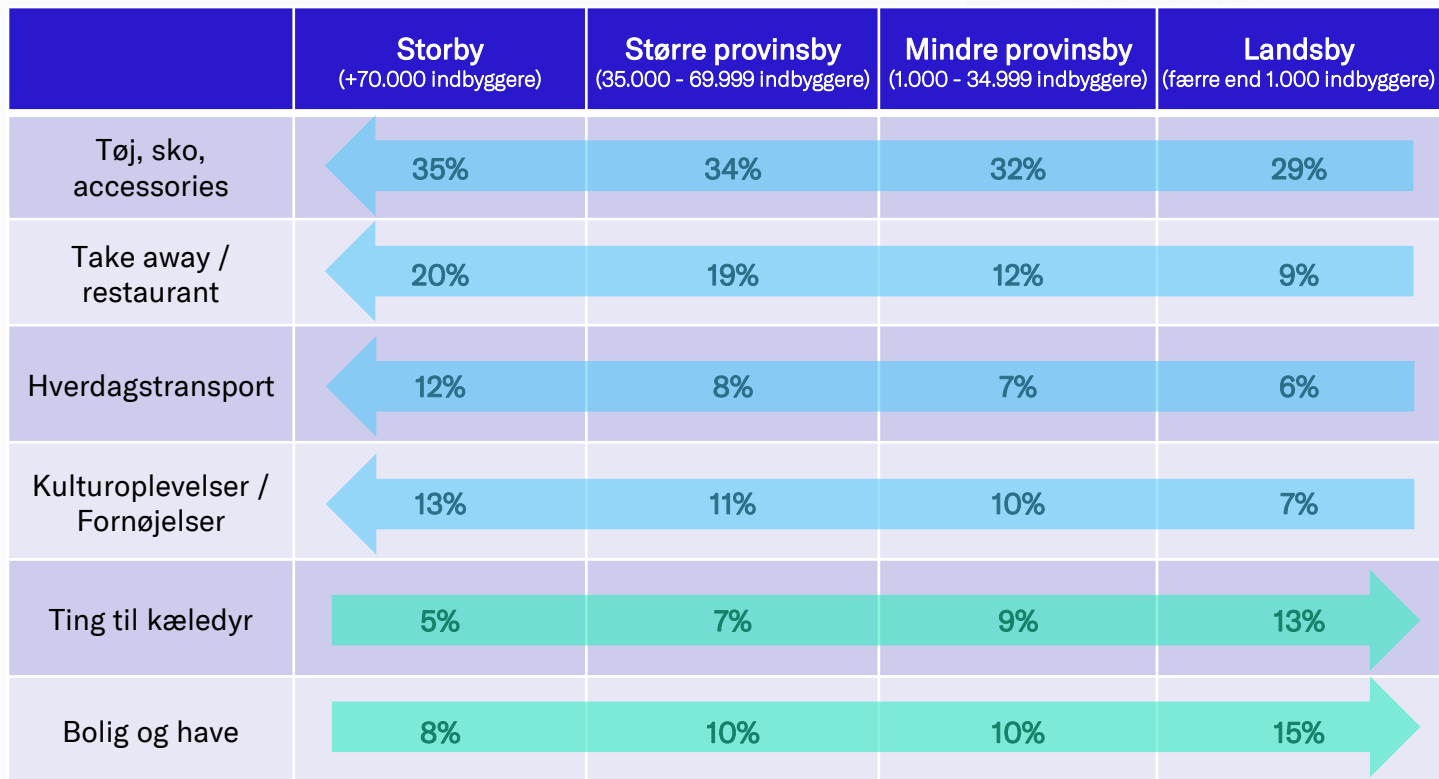 Storby
(+70.000 indbyggere)
Større provinsby
(35.000 - 69.999 indbyggere)
Mindre provinsby
(1.000 - 34.999 indbyggere)
Landsby
(færre end 1.000 indbyggere)
Tøj, sko,
accessories
35% 34% 32% 29%
Take away /
restaurant
20% 19% 12% 9%
Hverdagstransport 12% 8% 7% 6%
Kulturoplevelser /
Fornøjelser
13% 11% 10% 7%
Ting til kæledyr 5% 7% 9% 13%
Bolig og have 8% 10% 10% 15%